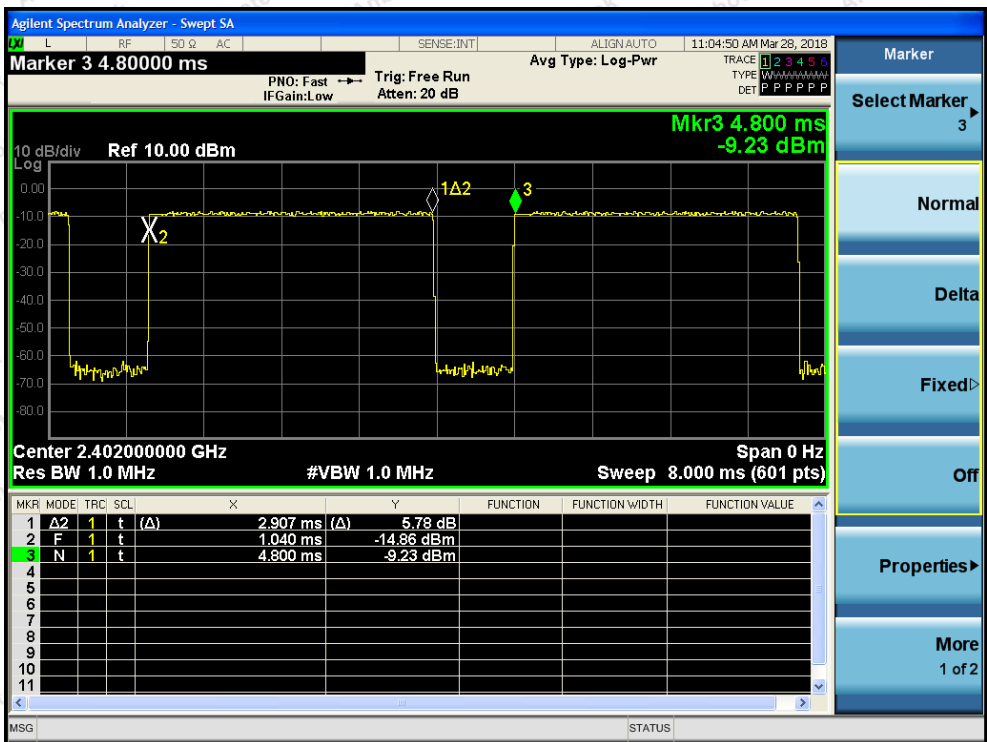 Agilent Spectrum Analyzer - Swept SA
LXI L RF 50 Ω AC SENSE:INT ALIGN AUTO 11:04:50 AM Mar 28, 2018
Marker 3 4.80000 ms
PNO: Fast
IFGain:Low
Trig: Free Run
Atten: 20 dB
Avg Type: Log-Pwr
TRACE 1 2 3 4 5 6
TYPE W
DET P P P P P P
Mkr3 4.800 ms
-9.23 dBm
10 dB/div Ref 10.00 dBm
Log
0.00
-10.0
-20.0
-30.0
-40.0
-50.0
-60.0
-70.0
-80.0
1Δ2
3
2
Center 2.402000000 GHz Span 0 Hz
Res BW 1.0 MHz #VBW 1.0 MHz Sweep 8.000 ms (601 pts)
MKR MODE TRC SCL X Y FUNCTION FUNCTION WIDTH FUNCTION VALUE
1 Δ2 1 t (Δ) 2.907 ms (Δ) 5.78 dB
2 F 1 t 1.040 ms -14.86 dBm
3 N 1 t 4.800 ms -9.23 dBm
4
5
6
7
8
9
10
11
MSG STATUS
Marker
Select Marker
3
Normal
Delta
Fixed
Off
Properties
More
1 of 2